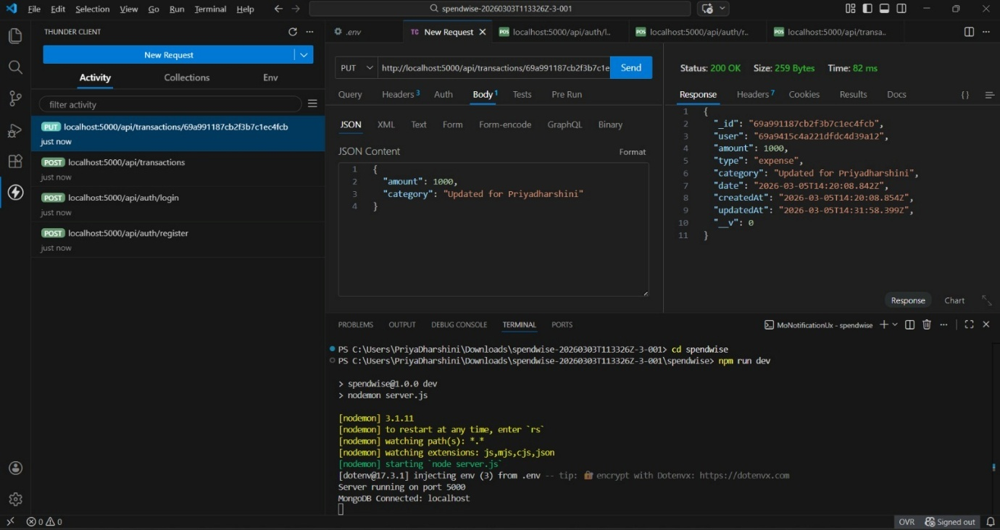 File Edit Selection View Go Run Terminal Help
spendwise-20260303T113326Z-3-001
THUNDER CLIENT
New Request
Activity Collections Env
filter activity
PUT localhost:5000/api/transactions/69a991187cb2f3b7c1ec4fcb
just now
POST localhost:5000/api/transactions
just now
POST localhost:5000/api/auth/login
just now
POST localhost:5000/api/auth/register
just now
.env
TC New Request
POS localhost:5000/api/auth/l..
POS localhost:5000/api/auth/r..
POS localhost:5000/api/transa..
PUT http://localhost:5000/api/transactions/69a991187cb2f3b7c1e Send
Query Headers 3 Auth Body 1 Tests Pre Run
JSON XML Text Form Form-encode GraphQL Binary
JSON Content Format
1 {
2 "amount": 1000,
3 "category": "Updated for Priyadharshini"
4 }
Status: 200 OK Size: 259 Bytes Time: 82 ms
Response Headers 7 Cookies Results Docs {}
1 {
2 "_id": "69a991187cb2f3b7c1ec4fcb",
3 "user": "69a9415c4a221dfdc4d39a12",
4 "amount": 1000,
5 "type": "expense",
6 "category": "Updated for Priyadharshini",
7 "date": "2026-03-05T14:20:08.842Z",
8 "createdAt": "2026-03-05T14:20:08.854Z",
9 "updatedAt": "2026-03-05T14:31:58.399Z",
10 "__v": 0
11 }
Response Chart
PROBLEMS OUTPUT DEBUG CONSOLE TERMINAL PORTS
MoNotificationUx - spendwise
PS C:\Users\PriyaDharshini\Downloads\spendwise-20260303T113326Z-3-001> cd spendwise
PS C:\Users\PriyaDharshini\Downloads\spendwise-20260303T113326Z-3-001\spendwise> npm run dev
> spendwise@1.0.0 dev
> nodemon server.js
[nodemon] 3.1.11
[nodemon] to restart at any time, enter `rs`
[nodemon] watching path(s): *.*
[nodemon] watching extensions: js,mjs,cjs,json
[nodemon] starting `node server.js`
[dotenv@17.3.1] injecting env (3) from .env -- tip: 🔐 encrypt with Dotenvx: https://dotenvx.com
Server running on port 5000
MongoDB Connected: localhost
0 0
OVR Signed out